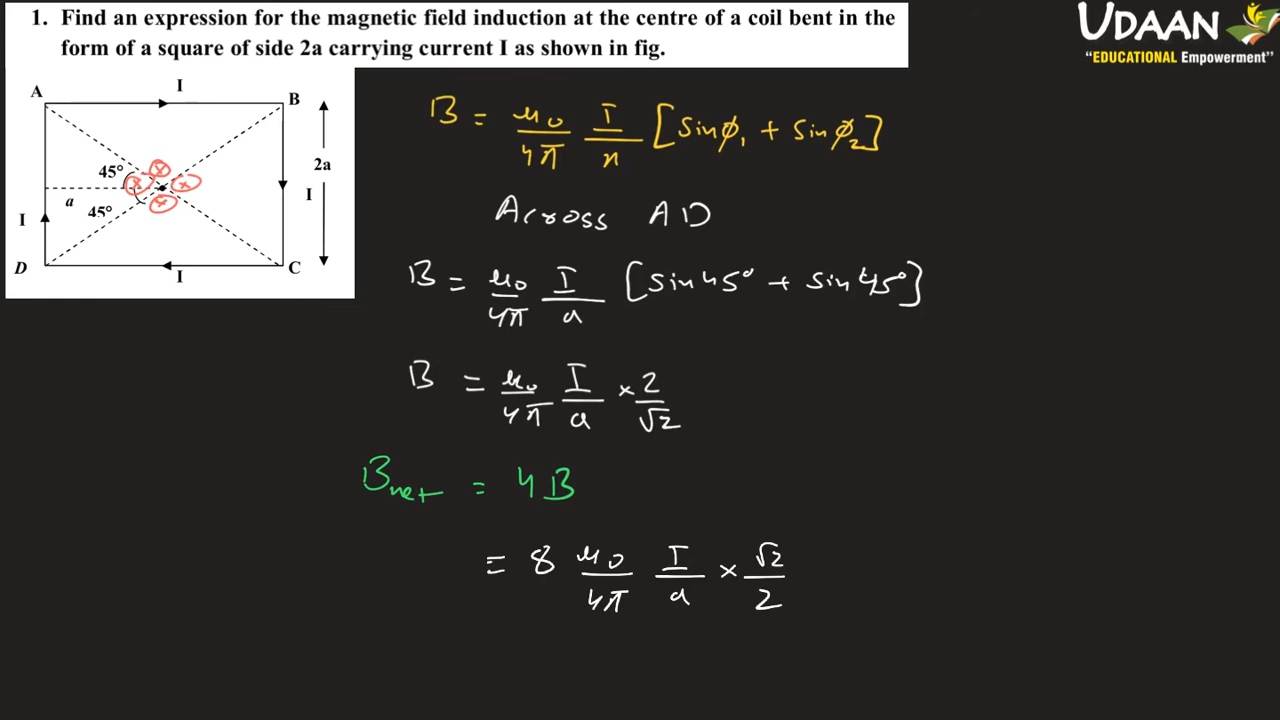 1. Find an expression for the magnetic field induction at the centre of a coil bent in the
form of a square of side 2a carrying current I as shown in fig.
UDAAN
"EDUCATIONAL Empowerment"
A I B
45°
2a
a
I
45°
I
D I C
B = μ0/4π I/n [sinφ1 + sinφ2]
Across AD
B = μ0/4π I/a [sin45° + sin45°]
B = μ0/4π I/a × 2/√2
Bnet = 4B
= 8 μ0/4π I/a × √2/2